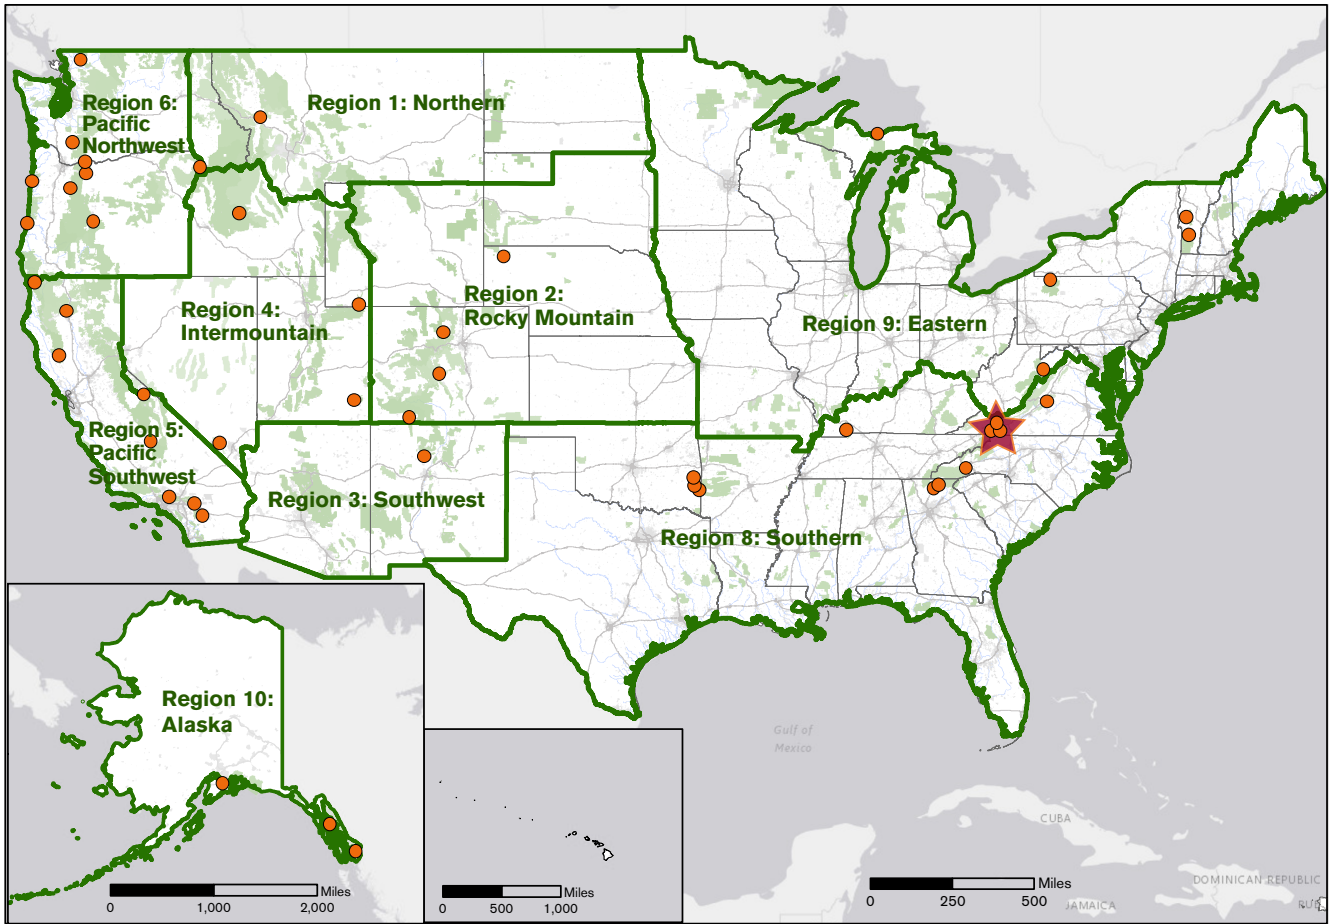 Region 6:
Pacific
Northwest
Region 1: Northern
Region 4:
Intermountain
Region 2:
Rocky Mountain
Region 9: Eastern
Region 5:
Pacific
Southwest
Region 3: Southwest
Region 8: Southern
Region 10:
Alaska
Gulf of
Mexico
CUBA
DOMINICAN REPUBLIC
JAMAICA
Miles
0 1,000 2,000
Miles
0 500 1,000
Miles
0 250 500